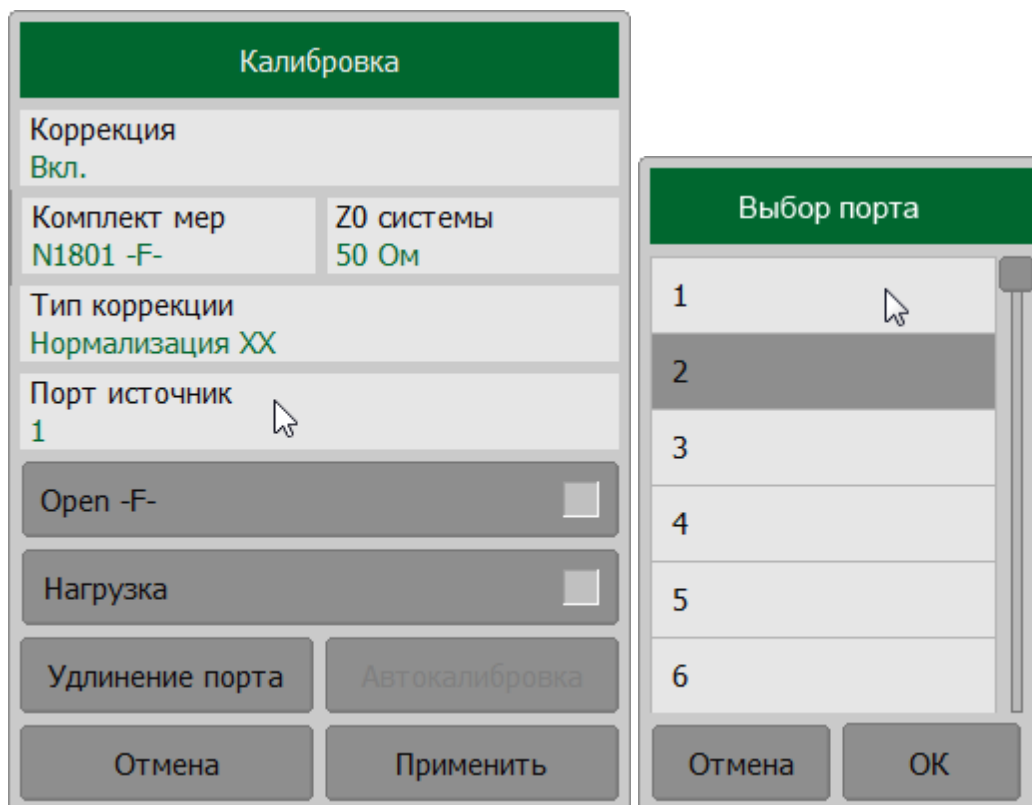 Калибровка
Коррекция
Вкл.
Комплект мер
N1801 -F-
Z0 системы
50 Ом
Тип коррекции
Нормализация ХХ
Порт источник
1
Open -F-
Нагрузка
Удлинение порта
Автокалибровка
Отмена
Применить
Выбор порта
1
2
3
4
5
6
Отмена
ОК